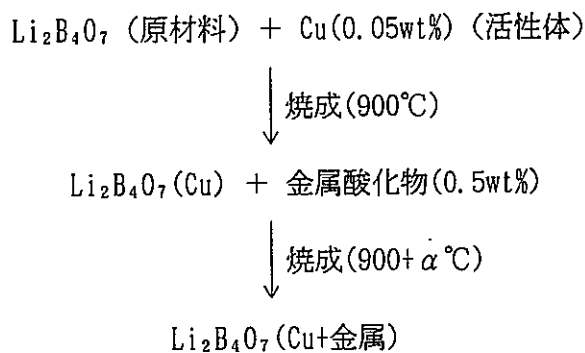 Li₂B₄O₇ (原材料) + Cu(0.05wt%) (活性体)
焼成(900℃)
Li₂B₄O₇(Cu) + 金属酸化物(0.5wt%)
焼成(900+α℃)
Li₂B₄O₇(Cu+金属)